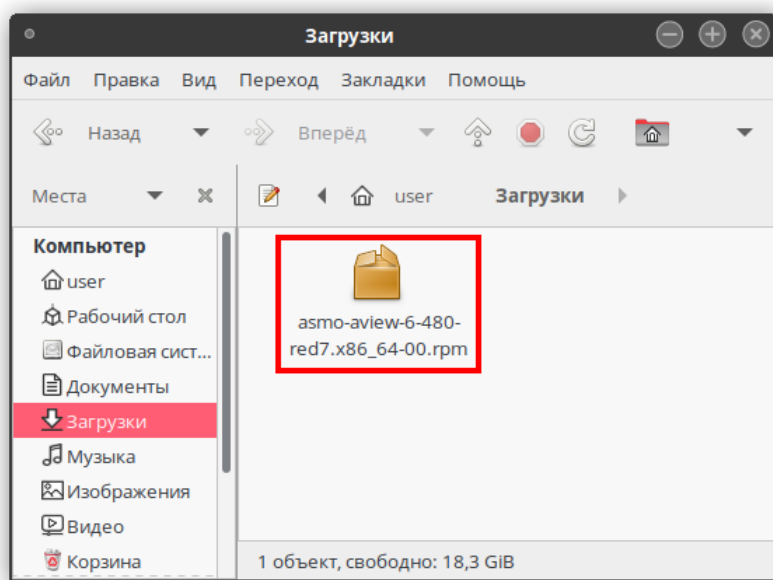 Загрузки
Файл Правка Вид Переход Закладки Помощь
Назад Вперёд
Места user Загрузки
Компьютер
user
Рабочий стол
Файловая сист...
Документы
Загрузки
Музыка
Изображения
Видео
Корзина
asmo-aview-6-480-
red7.x86_64-00.rpm
1 объект, свободно: 18,3 GiB